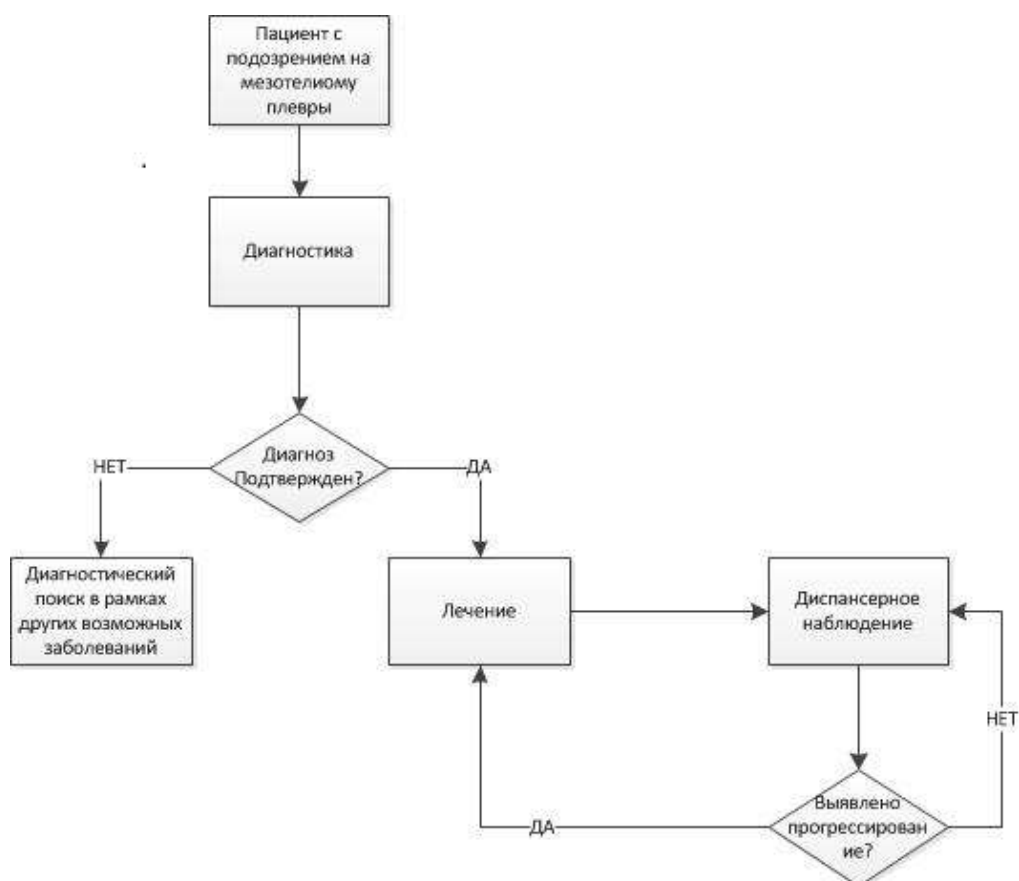 Пациент с
подозрением на
мезотелиому
плевры
Диагностика
Диагноз
Подтвержден?
НЕТ
ДА
Диагностический
поиск в рамках
других возможных
заболеваний
Лечение
Диспансерное
наблюдение
НЕТ
Выявлено
прогрессирован
ие?
ДА